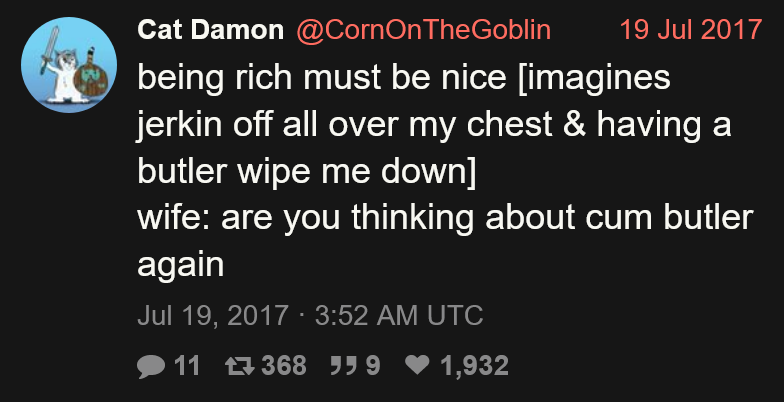 Cat Damon @CornOnTheGoblin 19 Jul 2017
being rich must be nice [imagines
jerkin off all over my chest & having a
butler wipe me down]
wife: are you thinking about cum butler
again
Jul 19, 2017 · 3:52 AM UTC
11 368 9 1,932